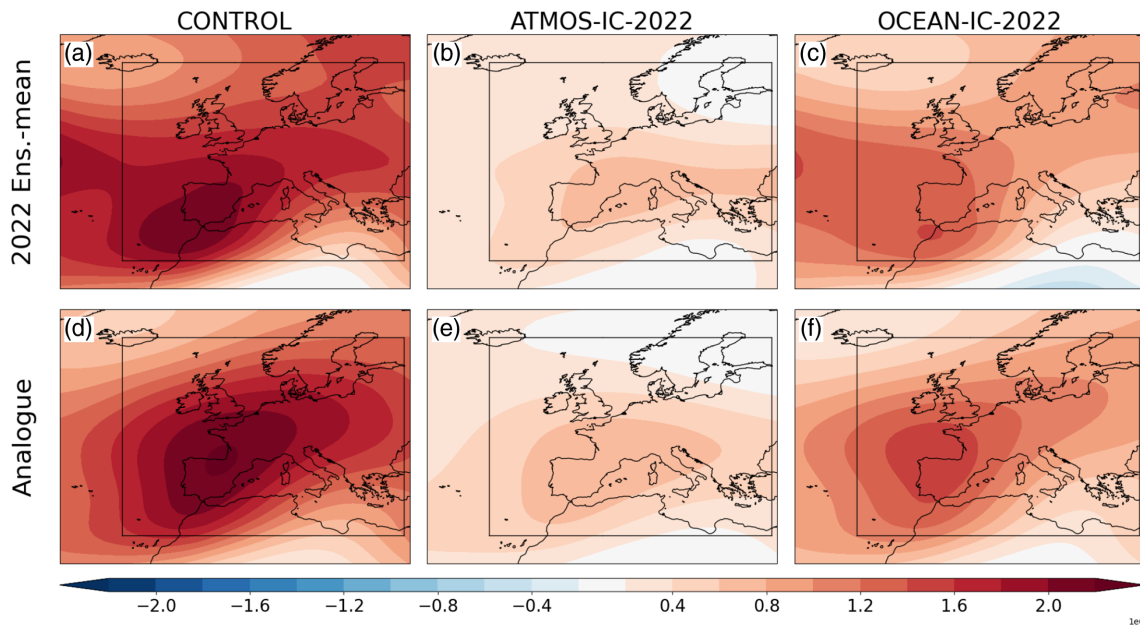 CONTROL ATMOS-IC-2022 OCEAN-IC-2022
2022 Ens.-mean
(a) (b) (c)
Analogue
(d) (e) (f)
−2.0 −1.6 −1.2 −0.8 −0.4 0.4 0.8 1.2 1.6 2.0